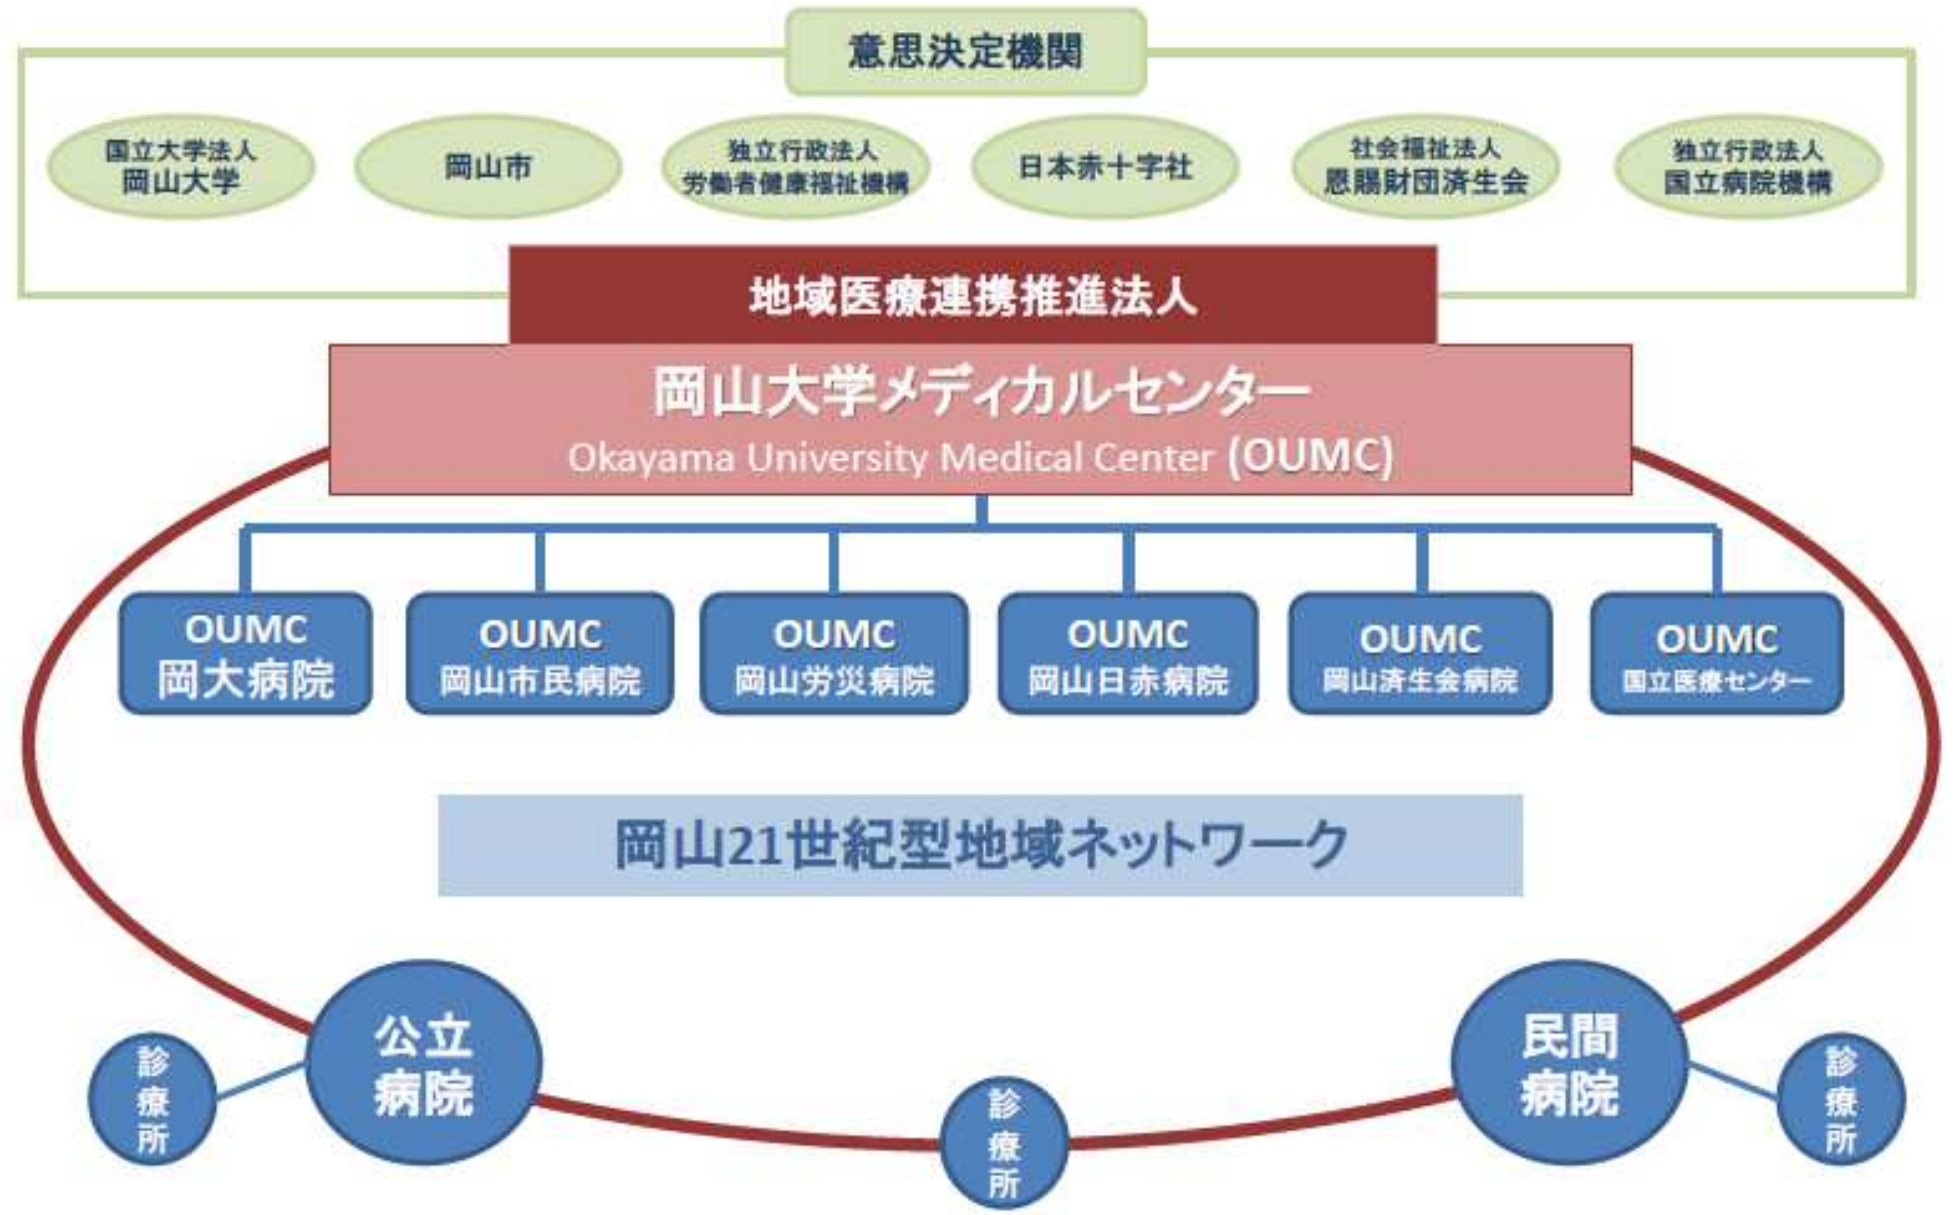 意思決定機関
国立大学法人
岡山大学
岡山市
独立行政法人
労働者健康福祉機構
日本赤十字社
社会福祉法人
恩賜財団済生会
独立行政法人
国立病院機構
地域医療連携推進法人
岡山大学メディカルセンター
Okayama University Medical Center (OUMC)
OUMC
岡大病院
OUMC
岡山市民病院
OUMC
岡山労災病院
OUMC
岡山日赤病院
OUMC
岡山済生会病院
OUMC
国立医療センター
岡山21世紀型地域ネットワーク
公立
病院
民間
病院
診療所
診療所
診療所